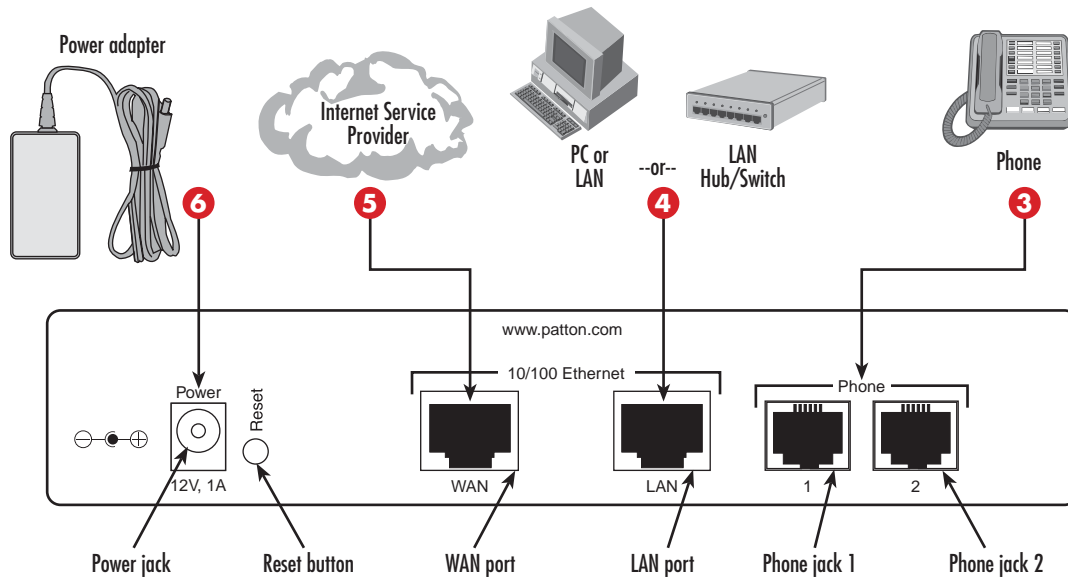 Power adapter
Internet Service
Provider
PC or
LAN
--or--
LAN
Hub/Switch
Phone
6
5
4
3
www.patton.com
10/100 Ethernet
Power
Reset
Phone
12V, 1A
WAN
LAN
1
2
Power jack
Reset button
WAN port
LAN port
Phone jack 1
Phone jack 2